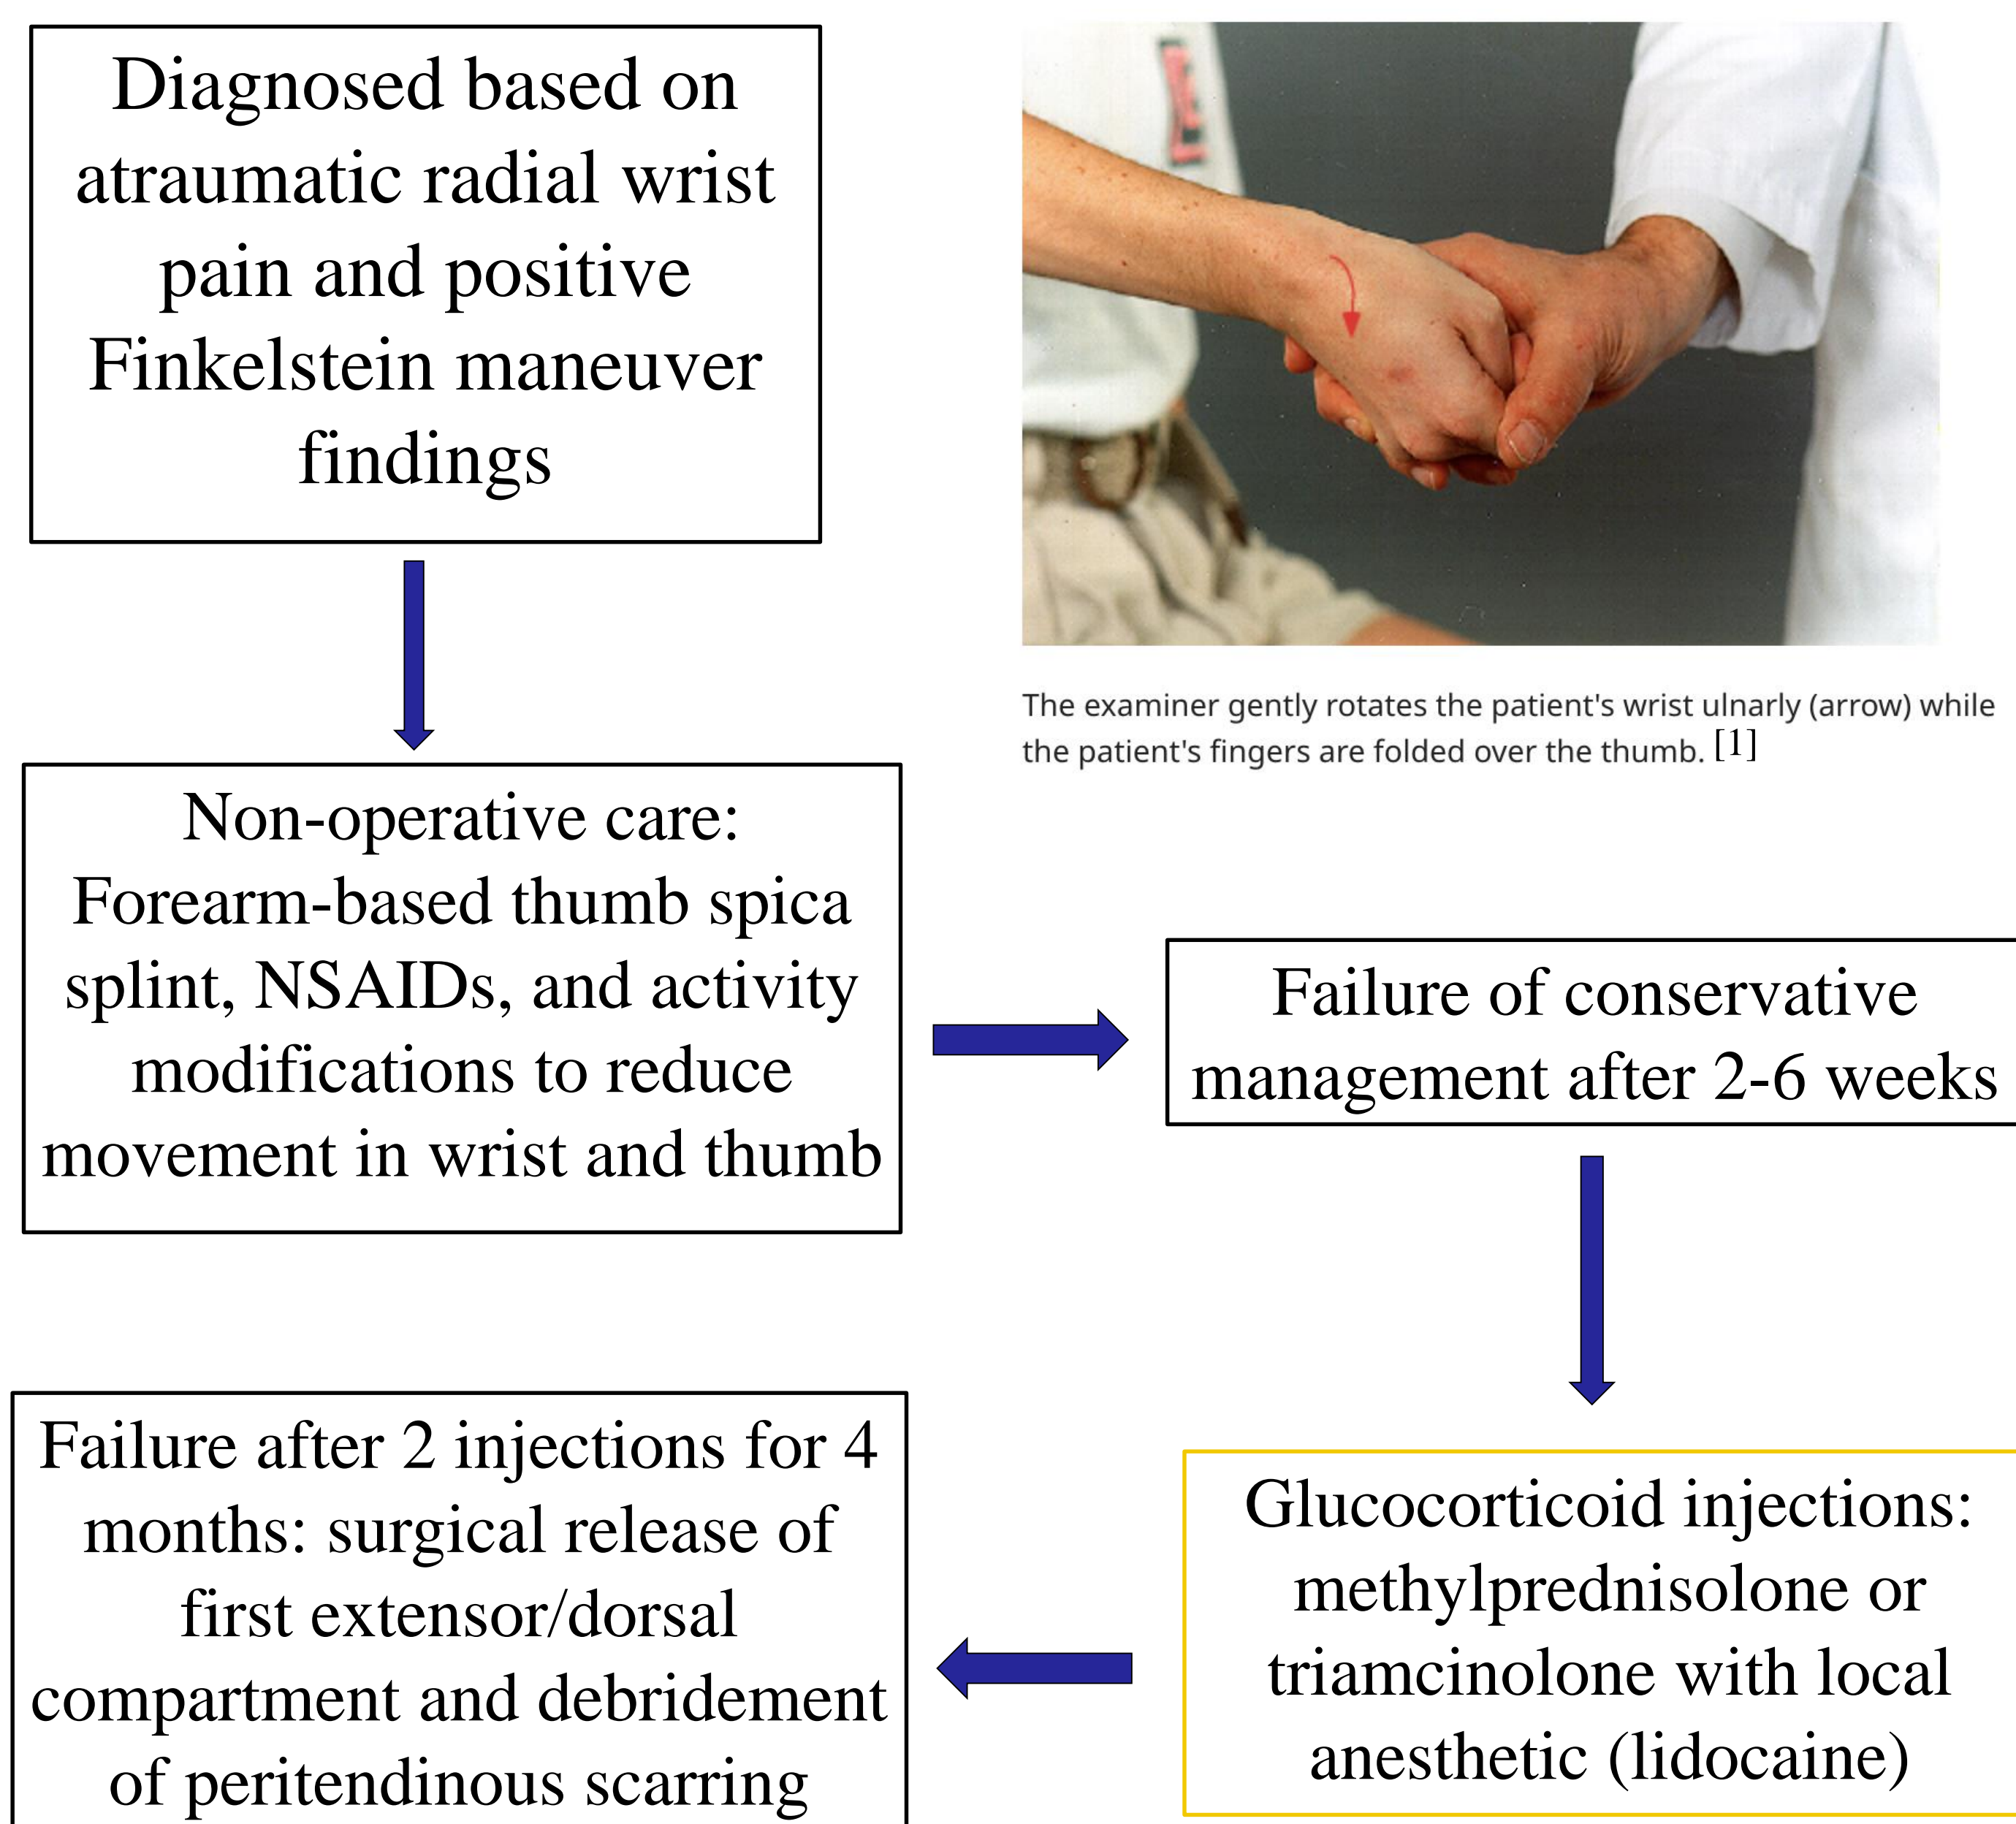 Diagnosed based on
atraumatic radial wrist
pain and positive
Finkelstein maneuver
findings
The examiner gently rotates the patient's wrist ulnarly (arrow) while
the patient's fingers are folded over the thumb. [1]
Non-operative care:
Forearm-based thumb spica
splint, NSAIDs, and activity
modifications to reduce
movement in wrist and thumb
Failure of conservative
management after 2-6 weeks
Glucocorticoid injections:
methylprednisolone or
triamcinolone with local
anesthetic (lidocaine)
Failure after 2 injections for 4
months: surgical release of
first extensor/dorsal
compartment and debridement
of peritendinous scarring